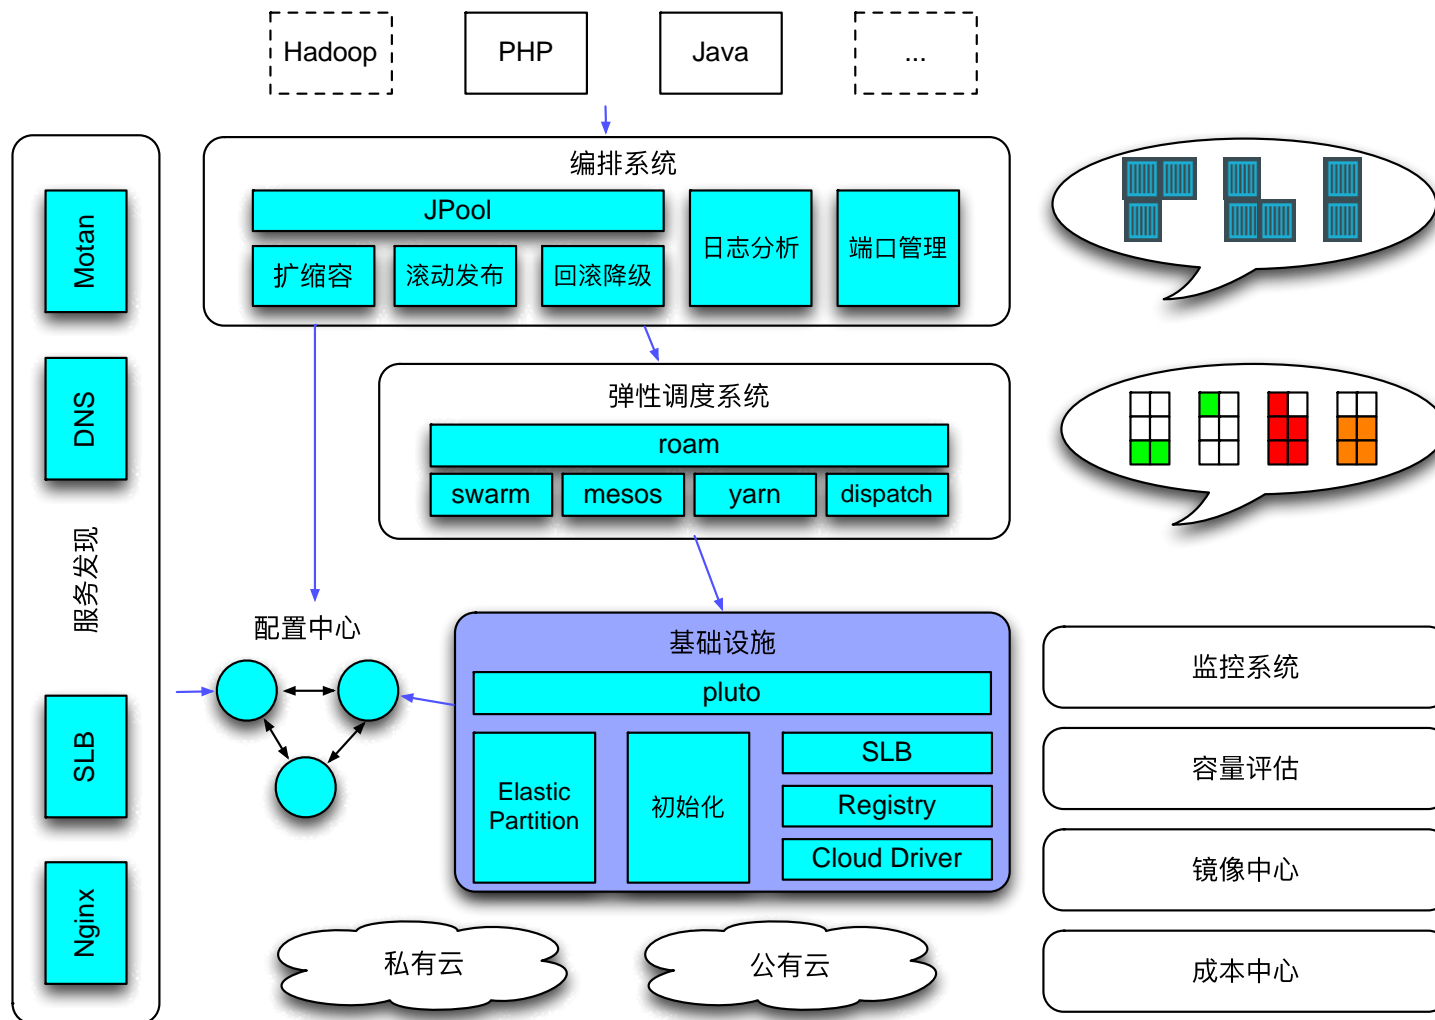 Hadoop
PHP
Java
...
编排系统
JPool
扩缩容
滚动发布
回滚降级
日志分析
端口管理
Motan
DNS
服务发现
SLB
Nginx
弹性调度系统
roam
swarm
mesos
yarn
dispatch
配置中心
基础设施
pluto
Elastic
Partition
初始化
SLB
Registry
Cloud Driver
监控系统
容量评估
镜像中心
成本中心
私有云
公有云